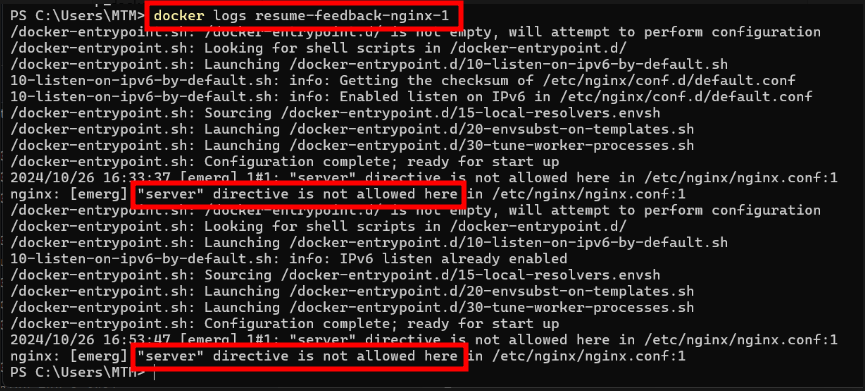 PS C:\Users\MTM> docker logs resume-feedback-nginx-1
/docker-entrypoint.sh: /docker-entrypoint.d/ is not empty, will attempt to perform configuration
/docker-entrypoint.sh: Looking for shell scripts in /docker-entrypoint.d/
/docker-entrypoint.sh: Launching /docker-entrypoint.d/10-listen-on-ipv6-by-default.sh
10-listen-on-ipv6-by-default.sh: info: Getting the checksum of /etc/nginx/conf.d/default.conf
10-listen-on-ipv6-by-default.sh: info: Enabled listen on IPv6 in /etc/nginx/conf.d/default.conf
/docker-entrypoint.sh: Sourcing /docker-entrypoint.d/15-local-resolvers.envsh
/docker-entrypoint.sh: Launching /docker-entrypoint.d/20-envsubst-on-templates.sh
/docker-entrypoint.sh: Launching /docker-entrypoint.d/30-tune-worker-processes.sh
/docker-entrypoint.sh: Configuration complete; ready for start up
2024/10/26 16:33:37 [emerg] 1#1: "server" directive is not allowed here in /etc/nginx/nginx.conf:1
nginx: [emerg] "server" directive is not allowed here in /etc/nginx/nginx.conf:1
/docker-entrypoint.sh: /docker-entrypoint.d/ is not empty, will attempt to perform configuration
/docker-entrypoint.sh: Looking for shell scripts in /docker-entrypoint.d/
/docker-entrypoint.sh: Launching /docker-entrypoint.d/10-listen-on-ipv6-by-default.sh
10-listen-on-ipv6-by-default.sh: info: IPv6 listen already enabled
/docker-entrypoint.sh: Sourcing /docker-entrypoint.d/15-local-resolvers.envsh
/docker-entrypoint.sh: Launching /docker-entrypoint.d/20-envsubst-on-templates.sh
/docker-entrypoint.sh: Launching /docker-entrypoint.d/30-tune-worker-processes.sh
/docker-entrypoint.sh: Configuration complete; ready for start up
2024/10/26 16:53:47 [emerg] 1#1: "server" directive is not allowed here in /etc/nginx/nginx.conf:1
nginx: [emerg] "server" directive is not allowed here in /etc/nginx/nginx.conf:1
PS C:\Users\MTM>